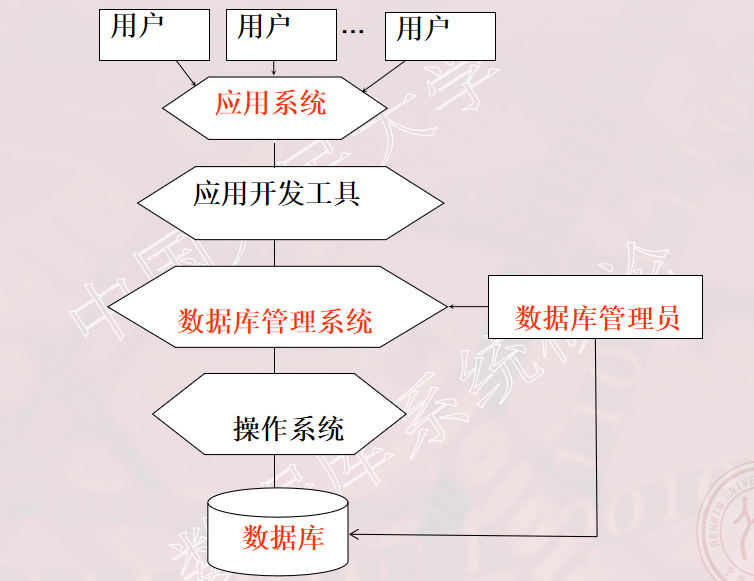 用户
用户
...
用户
应用系统
应用开发工具
数据库管理系统
数据库管理员
操作系统
数据库